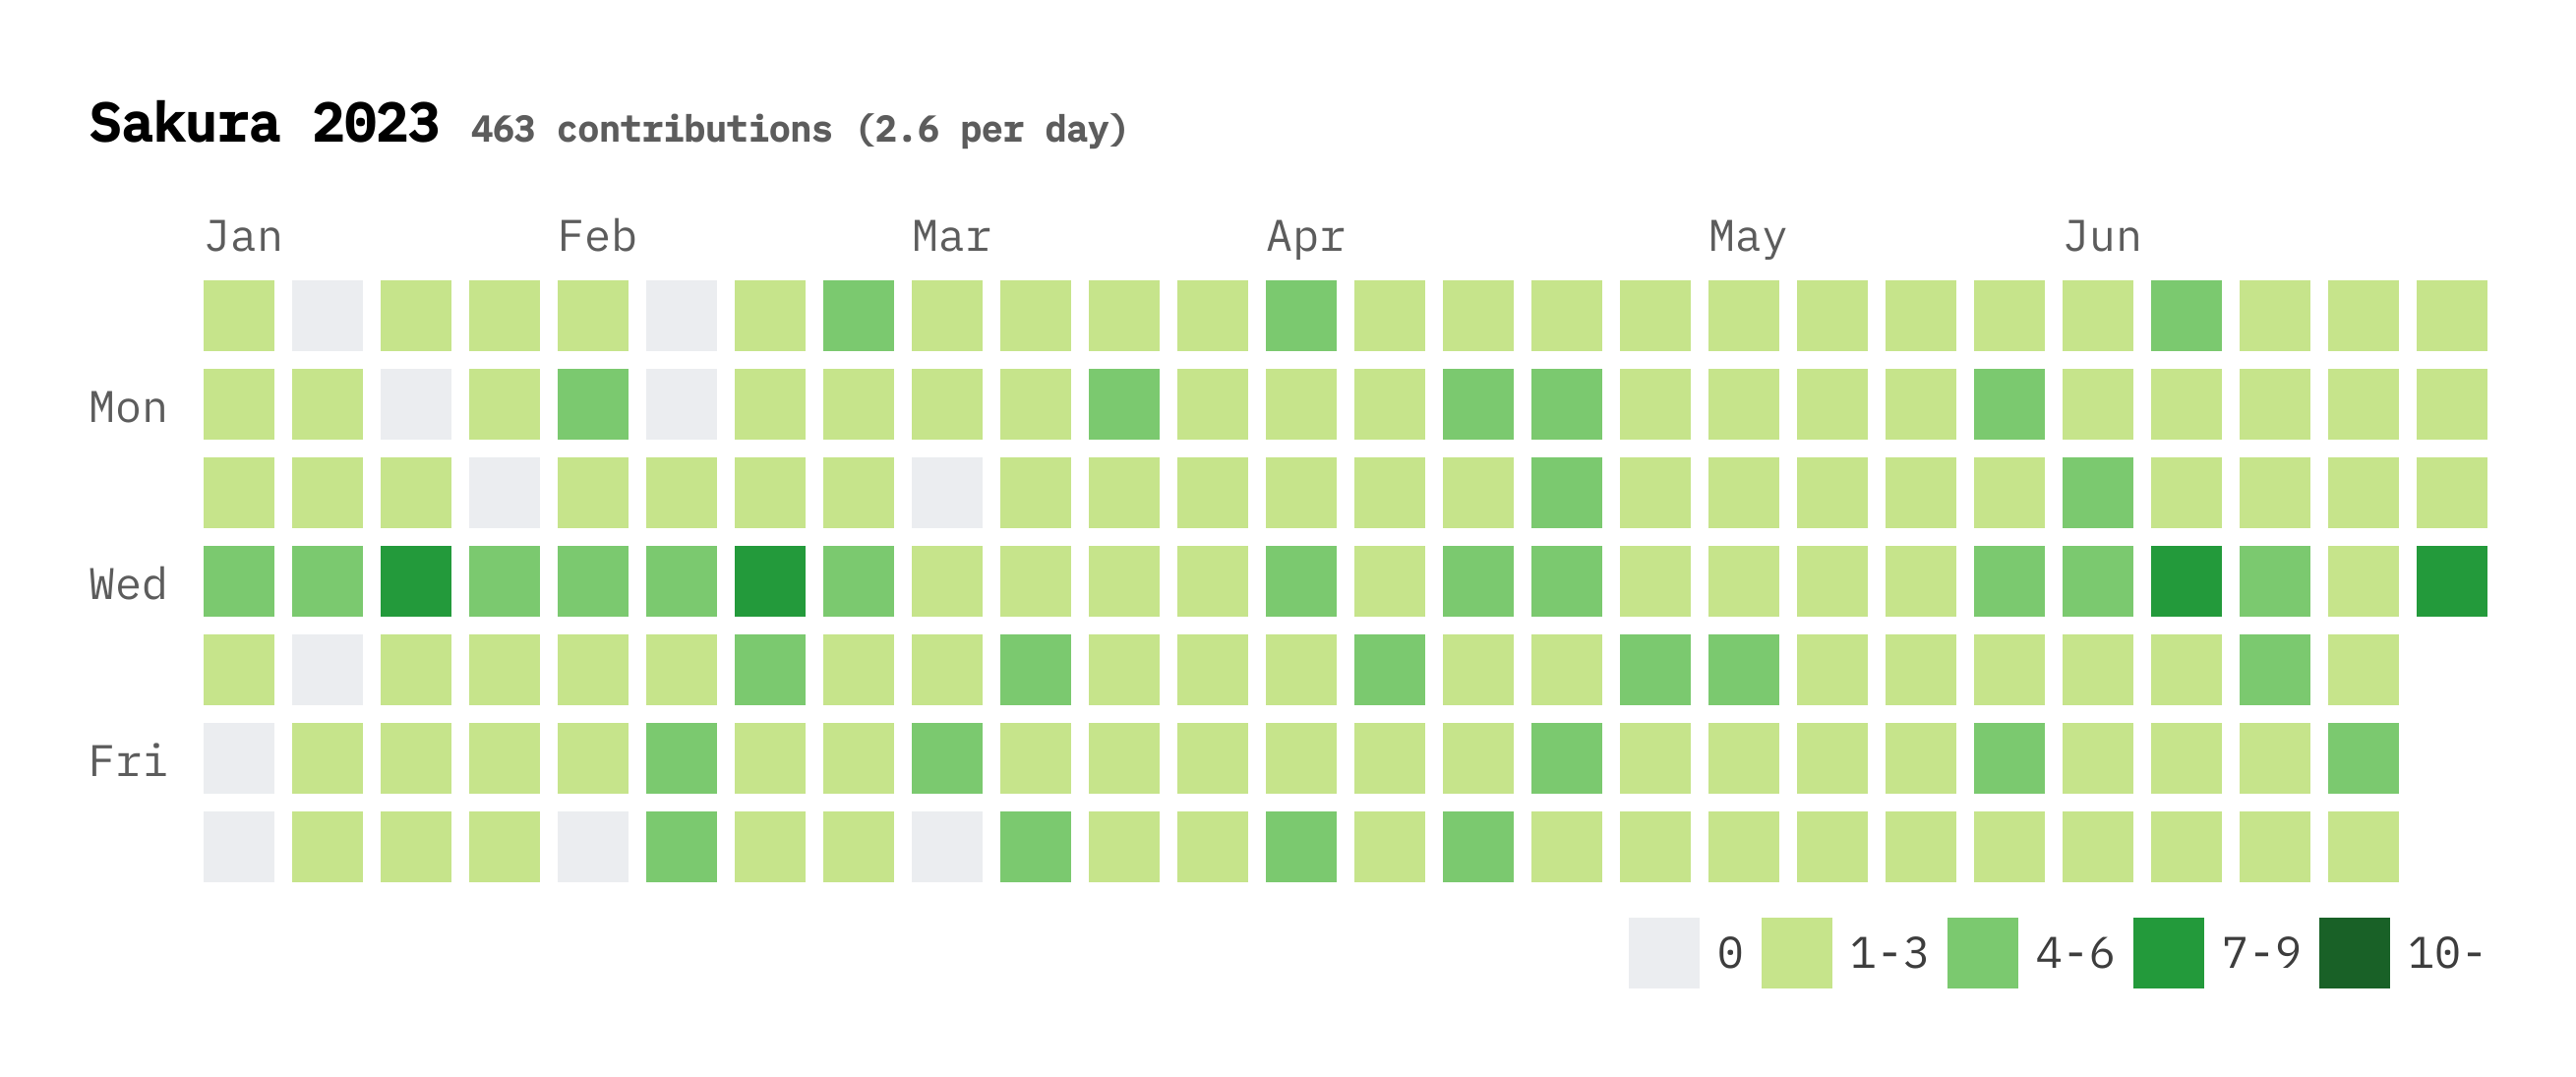 Sakura 2023 463 contributions (2.6 per day)
Jan Feb Mar Apr May Jun
Mon
Wed
Fri
0 1-3 4-6 7-9 10-